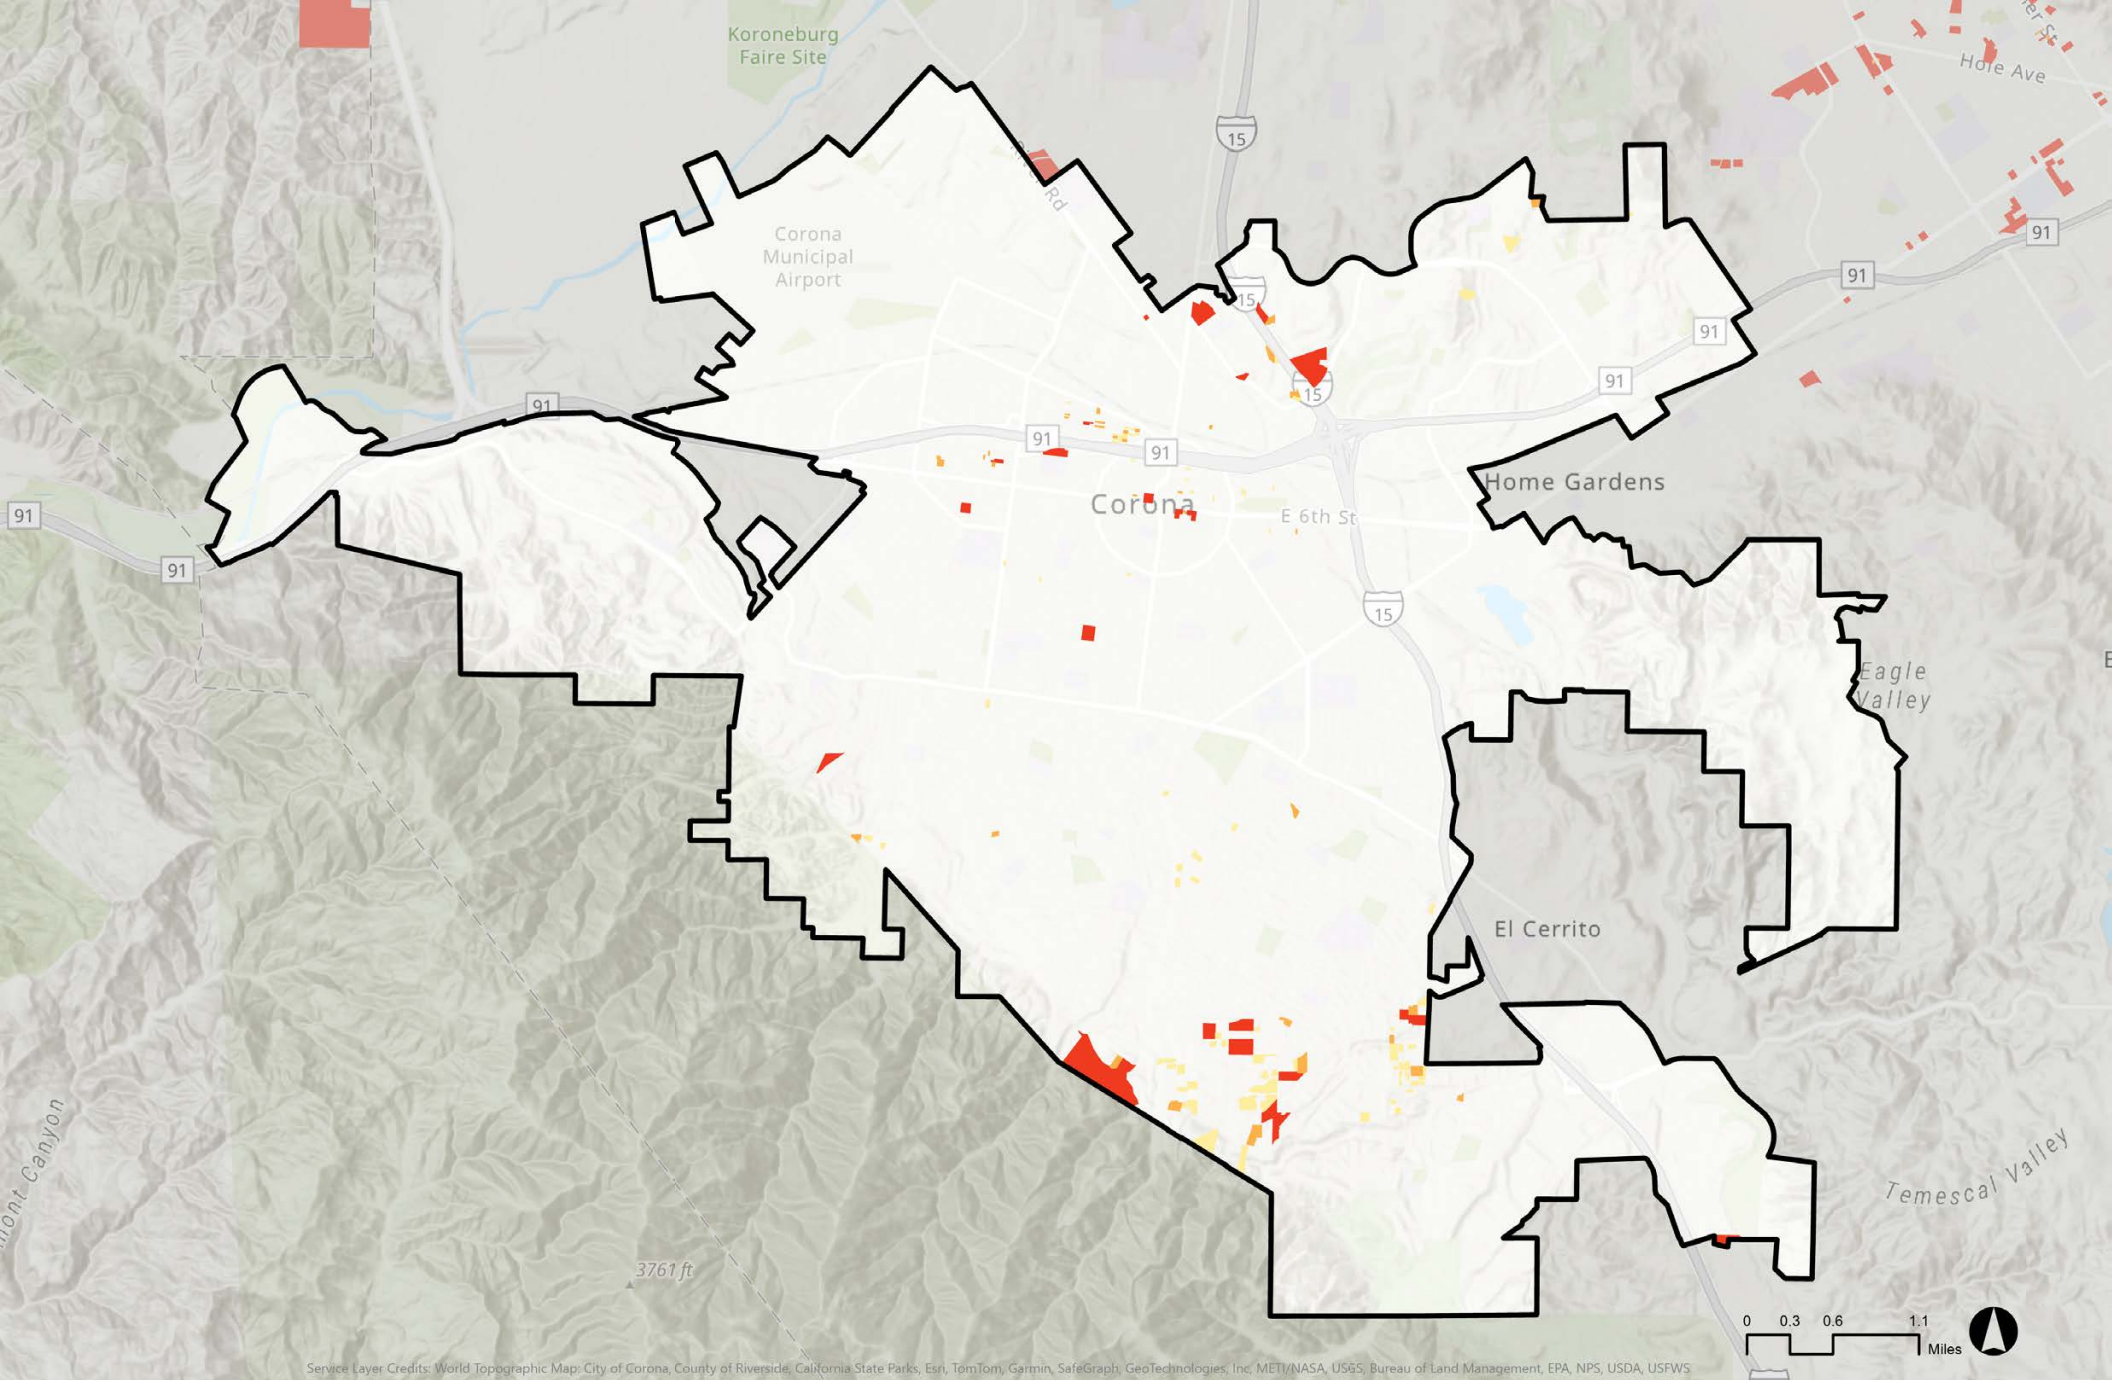 Koroneburg
Faire Site
Hole Ave
15
Rd
91
Corona
Municipal
Airport
91
15
91
91
91
15
91
91
Home Gardens
Corona
E 6th St
91
91
15
Eagle
Valley
El Cerrito
Temescal Valley
Canyon
3761 ft
0 0.3 0.6 1.1
Miles
Service Layer Credits: World Topographic Map: City of Corona, County of Riverside, California State Parks, Esri, TomTom, Garmin, SafeGraph, GeoTechnologies, Inc, METI/NASA, USGS, Bureau of Land Management, EPA, NPS, USDA, USFWS